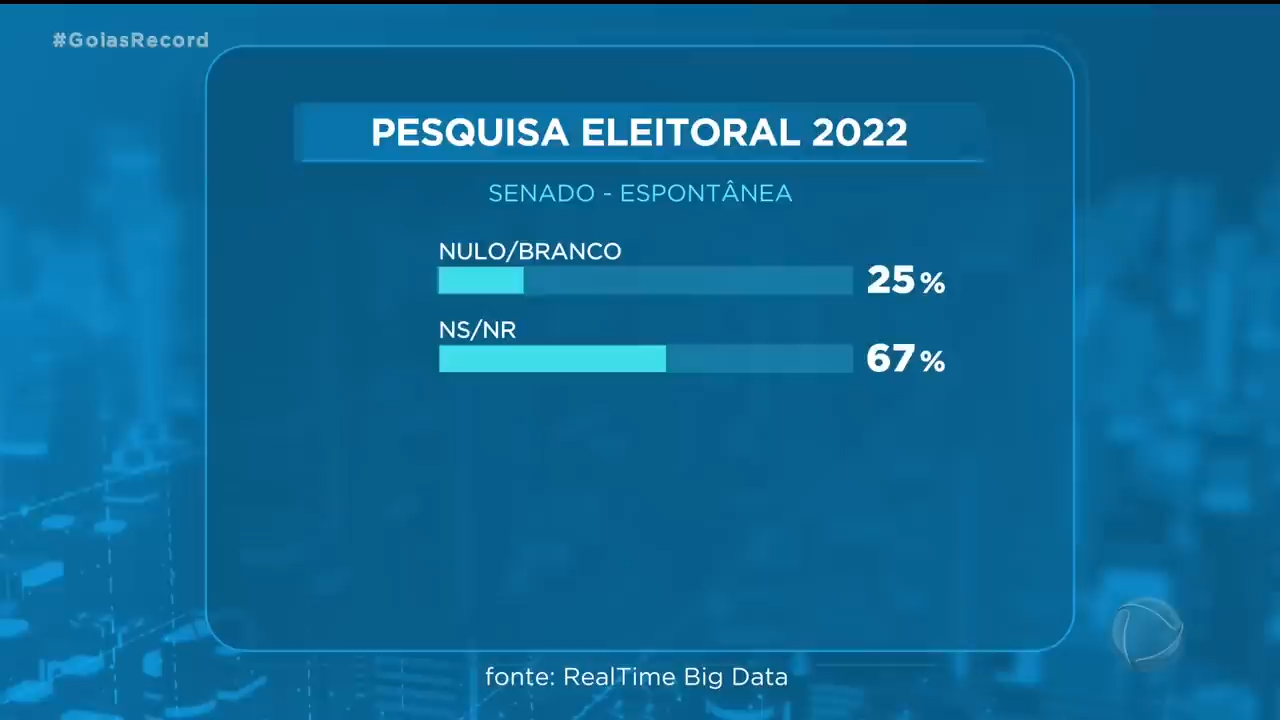 #GoiasRecord
PESQUISA ELEITORAL 2022
SENADO - ESPONTÂNEA
NULO/BRANCO
25%
NS/NR
67%
fonte: RealTime Big Data